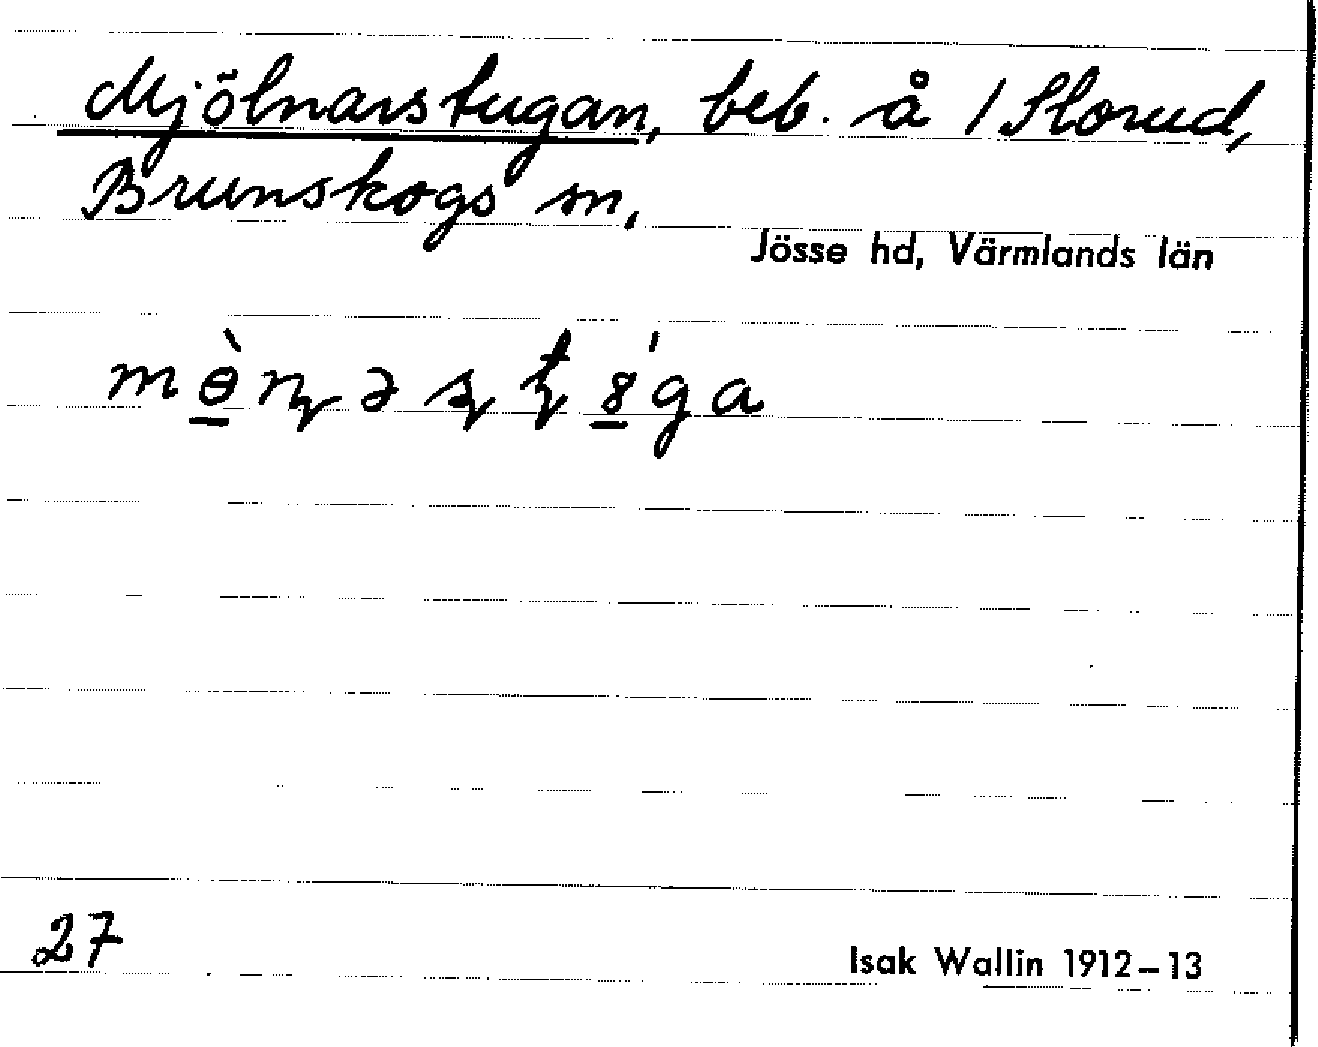 Mjölnarstugan, beb. å 1 Slorud,
Brunskogs sn,
Jösse hd, Värmlands län
27
Isak Wallin 1912–13